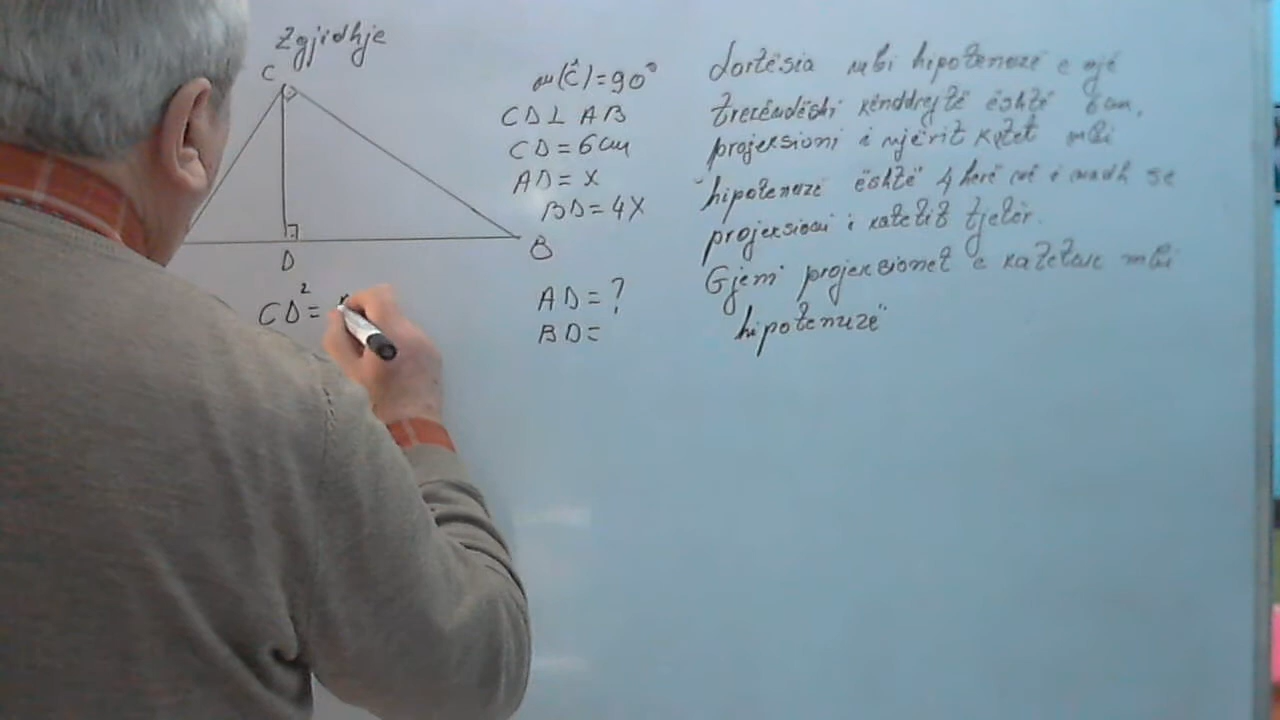 Zgjidhje
C
D
B
CD²=
m(Ĉ)=90°
CD⊥AB
CD=6cm
AD=X
BD=4X
AD=?
BD=
Lartësia mbi hipotenuzë e një
trekëndëshi kënddrejtë është 6cm,
projeksioni i njërit katet mbi
hipotenuzë është 4 herë më i madh se
projeksioni i katetit tjetër.
Gjeni projeksionet e kateteve mbi
hipotenuzë